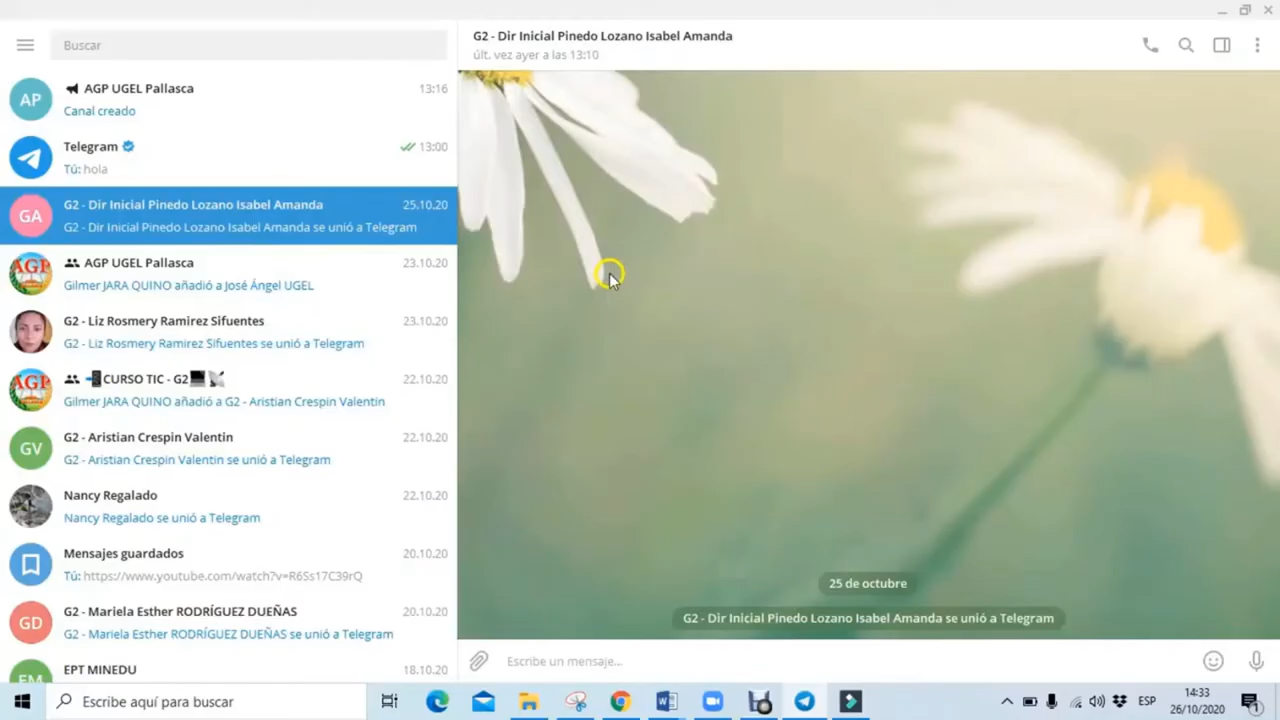 Buscar
AP
AGP UGEL Pallasca
13:16
Canal creado
Telegram
13:00
Tú: hola
GA
G2 - Dir Inicial Pinedo Lozano Isabel Amanda
25.10.20
G2 - Dir Inicial Pinedo Lozano Isabel Amanda se unió a Telegram
AGP
AGP UGEL Pallasca
23.10.20
Gilmer JARA QUINO añadió a José Ángel UGEL
G2 - Liz Rosmery Ramirez Sifuentes
23.10.20
G2 - Liz Rosmery Ramirez Sifuentes se unió a Telegram
AGP
CURSO TIC - G2
22.10.20
Gilmer JARA QUINO añadió a G2 - Aristian Crespin Valentin
GV
G2 - Aristian Crespin Valentin
22.10.20
G2 - Aristian Crespin Valentin se unió a Telegram
Nancy Regalado
22.10.20
Nancy Regalado se unió a Telegram
Mensajes guardados
20.10.20
Tú: https://www.youtube.com/watch?v=R6Ss17C39rQ
GD
G2 - Mariela Esther RODRÍGUEZ DUEÑAS
20.10.20
G2 - Mariela Esther RODRÍGUEZ DUEÑAS se unió a Telegram
EM
EPT MINEDU
18.10.20
G2 - Dir Inicial Pinedo Lozano Isabel Amanda
últ. vez ayer a las 13:10
25 de octubre
G2 - Dir Inicial Pinedo Lozano Isabel Amanda se unió a Telegram
Escribe un mensaje...
Escribe aquí para buscar
ESP
14:33
26/10/2020
1